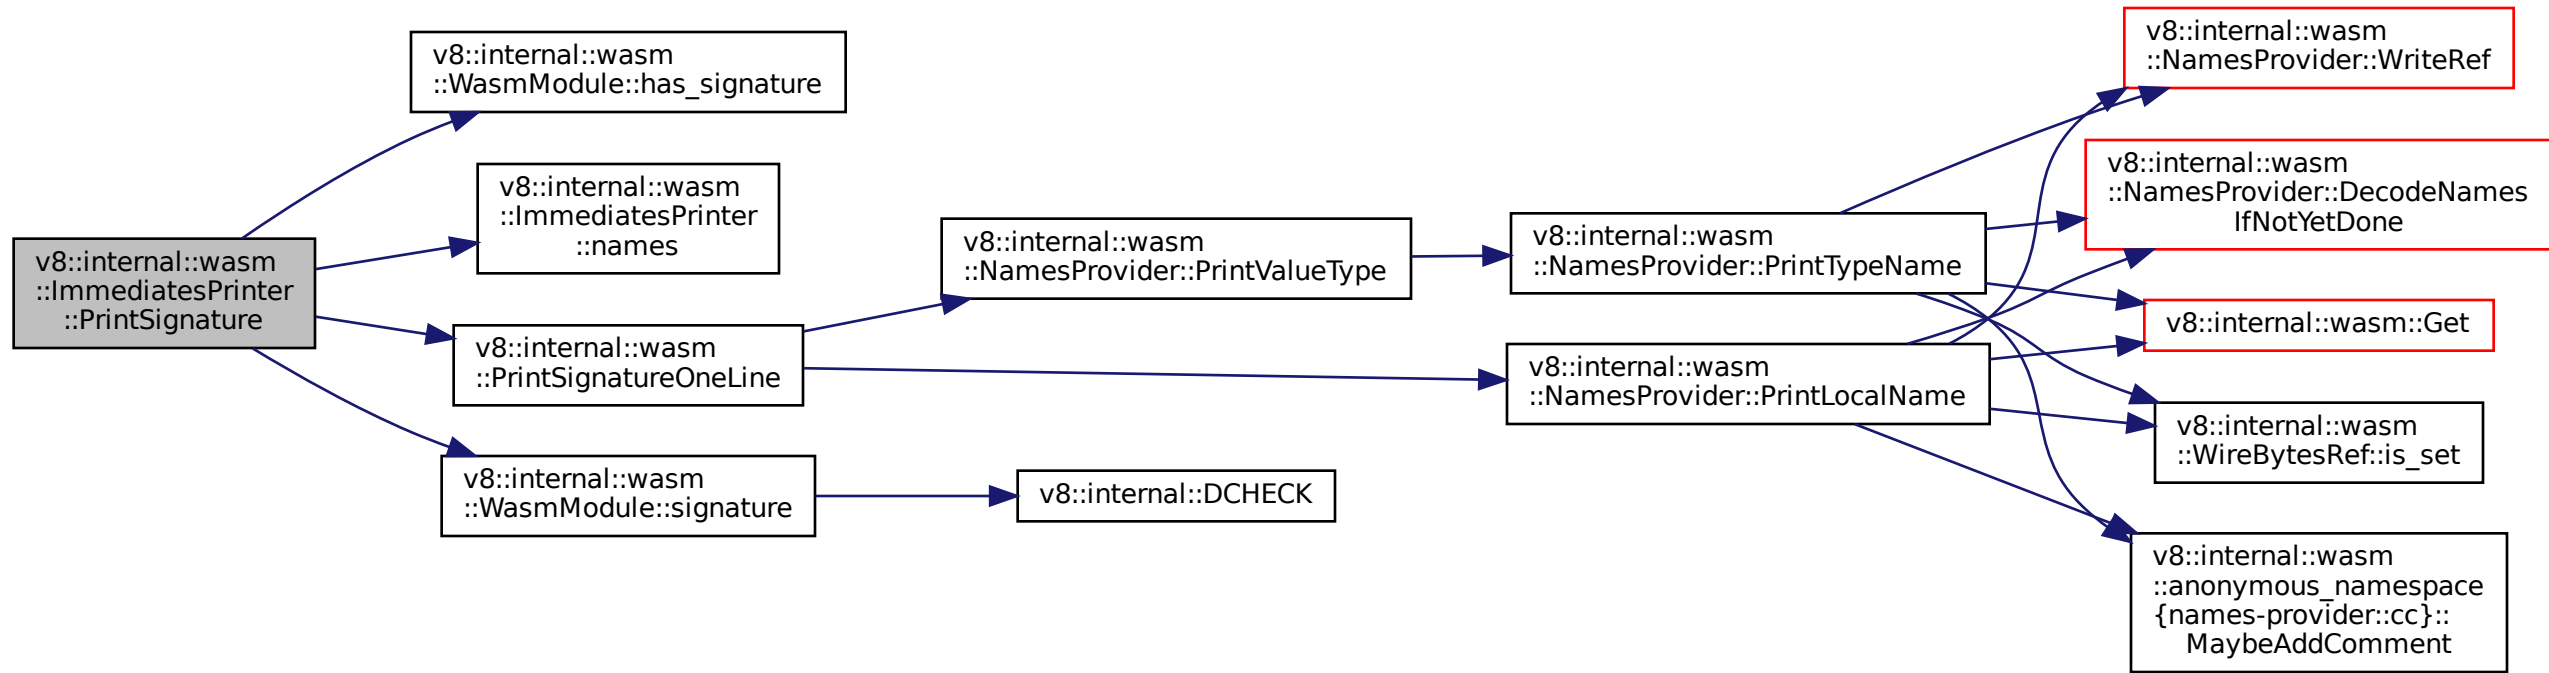 v8::internal::wasm
::ImmediatesPrinter
::PrintSignature
v8::internal::wasm
::WasmModule::has_signature
v8::internal::wasm
::ImmediatesPrinter
::names
v8::internal::wasm
::PrintSignatureOneLine
v8::internal::wasm
::WasmModule::signature
v8::internal::wasm
::NamesProvider::PrintValueType
v8::internal::DCHECK
v8::internal::wasm
::NamesProvider::PrintTypeName
v8::internal::wasm
::NamesProvider::PrintLocalName
v8::internal::wasm
::NamesProvider::WriteRef
v8::internal::wasm
::NamesProvider::DecodeNames
IfNotYetDone
v8::internal::wasm::Get
v8::internal::wasm
::WireBytesRef::is_set
v8::internal::wasm
::anonymous_namespace
{names-provider::cc}::
MaybeAddComment